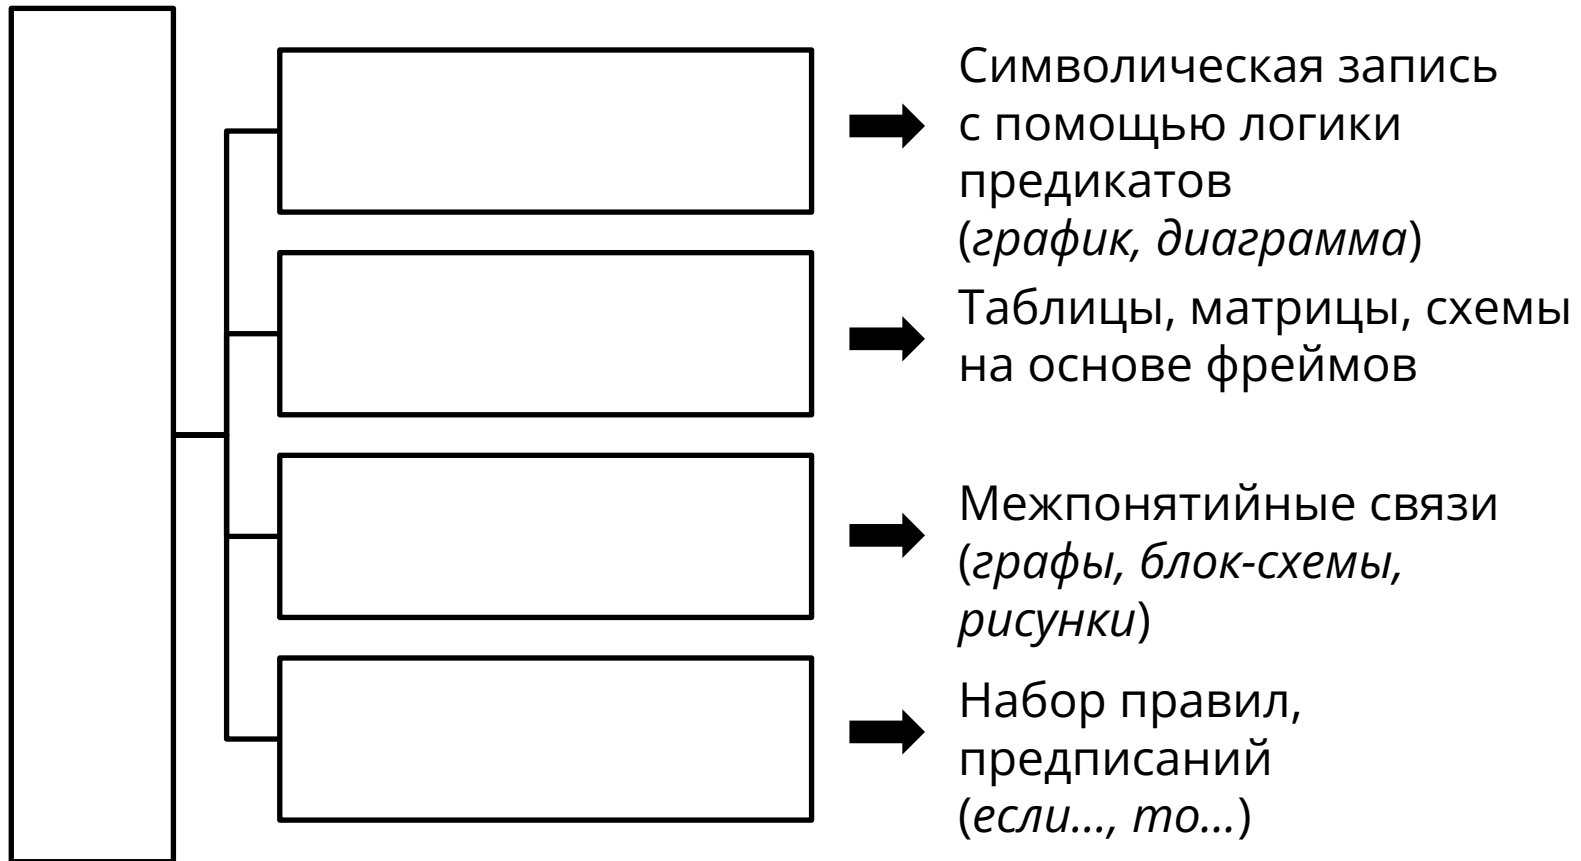 Символическая запись
с помощью логики
предикатов
(график, диаграмма)
Таблицы, матрицы, схемы
на основе фреймов
Межпонятийные связи
(графы, блок-схемы,
рисунки)
Набор правил,
предписаний
(если..., то...)